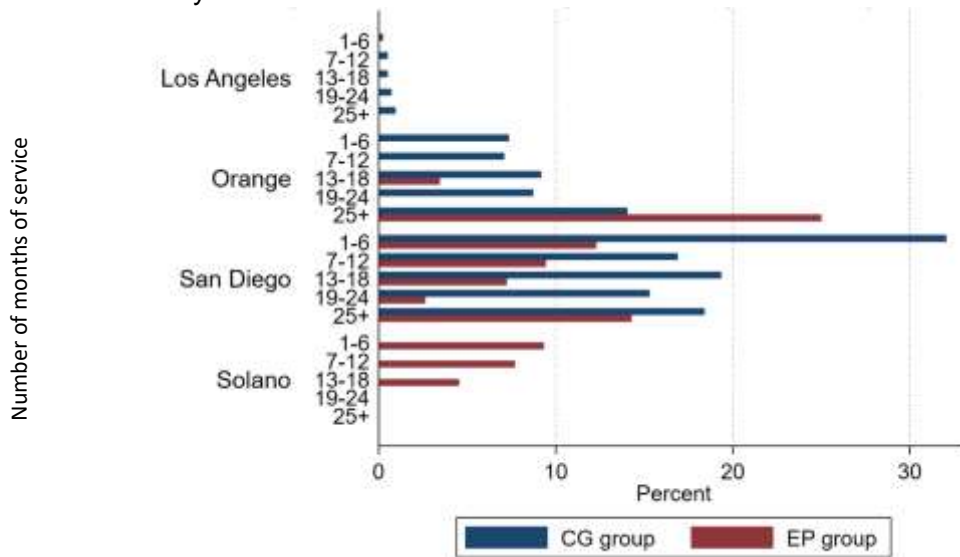 Number of months of service
Los Angeles
1-6
7-12
13-18
19-24
25+
Orange
1-6
7-12
13-18
19-24
25+
San Diego
1-6
7-12
13-18
19-24
25+
Solano
1-6
7-12
13-18
19-24
25+
0 10 20 30
Percent
CG group EP group